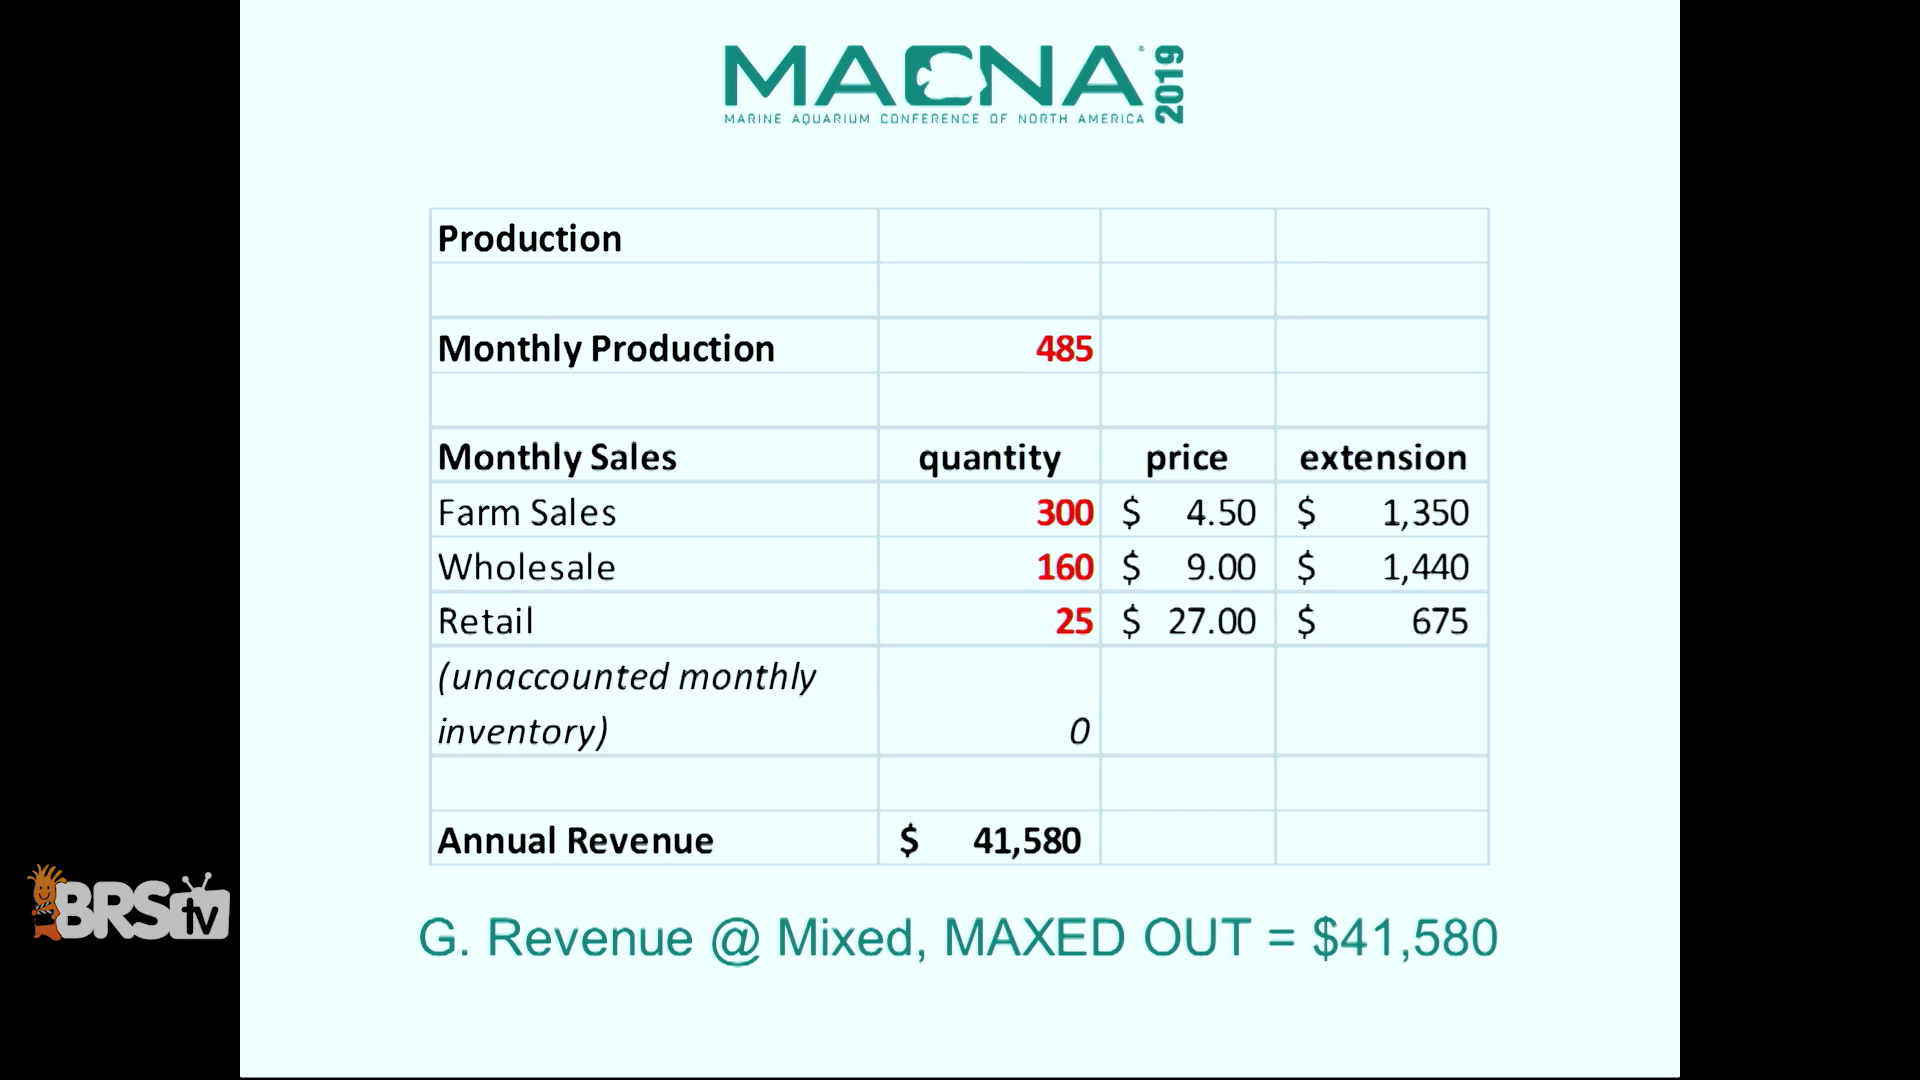 MACNA 2019
MARINE AQUARIUM CONFERENCE OF NORTH AMERICA
Production
Monthly Production 485
Monthly Sales quantity price extension
Farm Sales 300 $ 4.50 $ 1,350
Wholesale 160 $ 9.00 $ 1,440
Retail 25 $ 27.00 $ 675
(unaccounted monthly
inventory) 0
Annual Revenue $ 41,580
BRStv
G. Revenue @ Mixed, MAXED OUT = $41,580